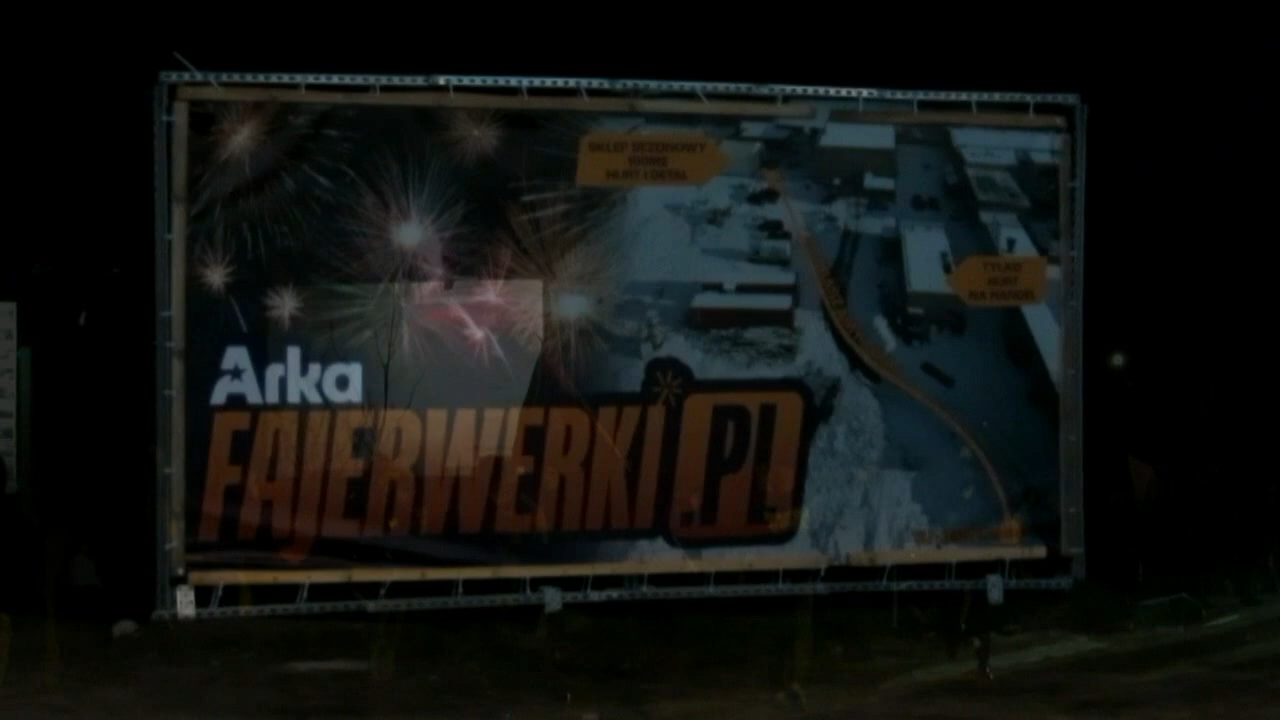 SKLEP SEZONOWY
HURT I DETAL
TYLKO
HURT
Arka
FAJERWERKI.PL